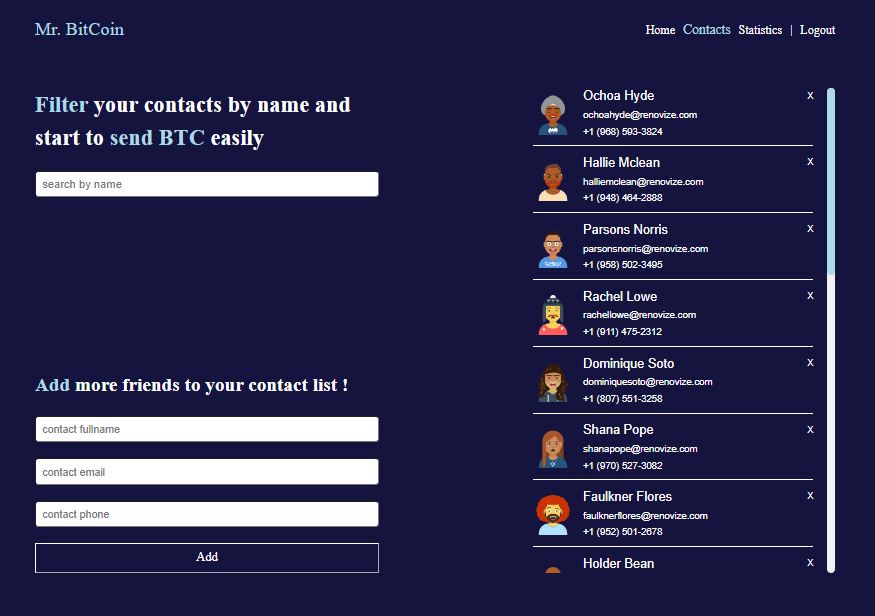 Mr. BitCoin
Home Contacts Statistics | Logout
Filter your contacts by name and
start to send BTC easily
search by name
Add more friends to your contact list !
contact fullname
contact email
contact phone
Add
Ochoa Hyde x
ochoahyde@renovize.com
+1 (968) 593-3824
Hallie Mclean x
halliemclean@renovize.com
+1 (948) 464-2888
Parsons Norris x
parsonsnorris@renovize.com
+1 (958) 502-3495
Rachel Lowe x
rachellowe@renovize.com
+1 (911) 475-2312
Dominique Soto x
dominiquesoto@renovize.com
+1 (807) 551-3258
Shana Pope x
shanapope@renovize.com
+1 (970) 527-3082
Faulkner Flores x
faulknerflores@renovize.com
+1 (952) 501-2678
Holder Bean x